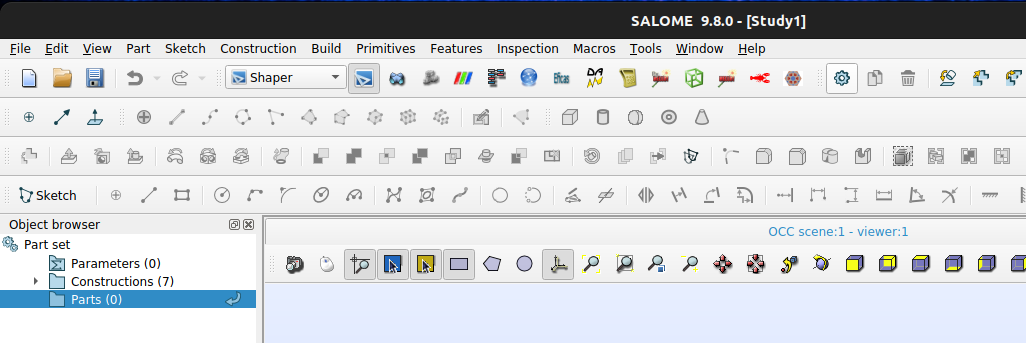 SALOME 9.8.0 - [Study1]
File Edit View Part Sketch Construction Build Primitives Features Inspection Macros Tools Window Help
Shaper
Sketch
Object browser
OCC scene:1 - viewer:1
Part set
Parameters (0)
Constructions (7)
Parts (0)